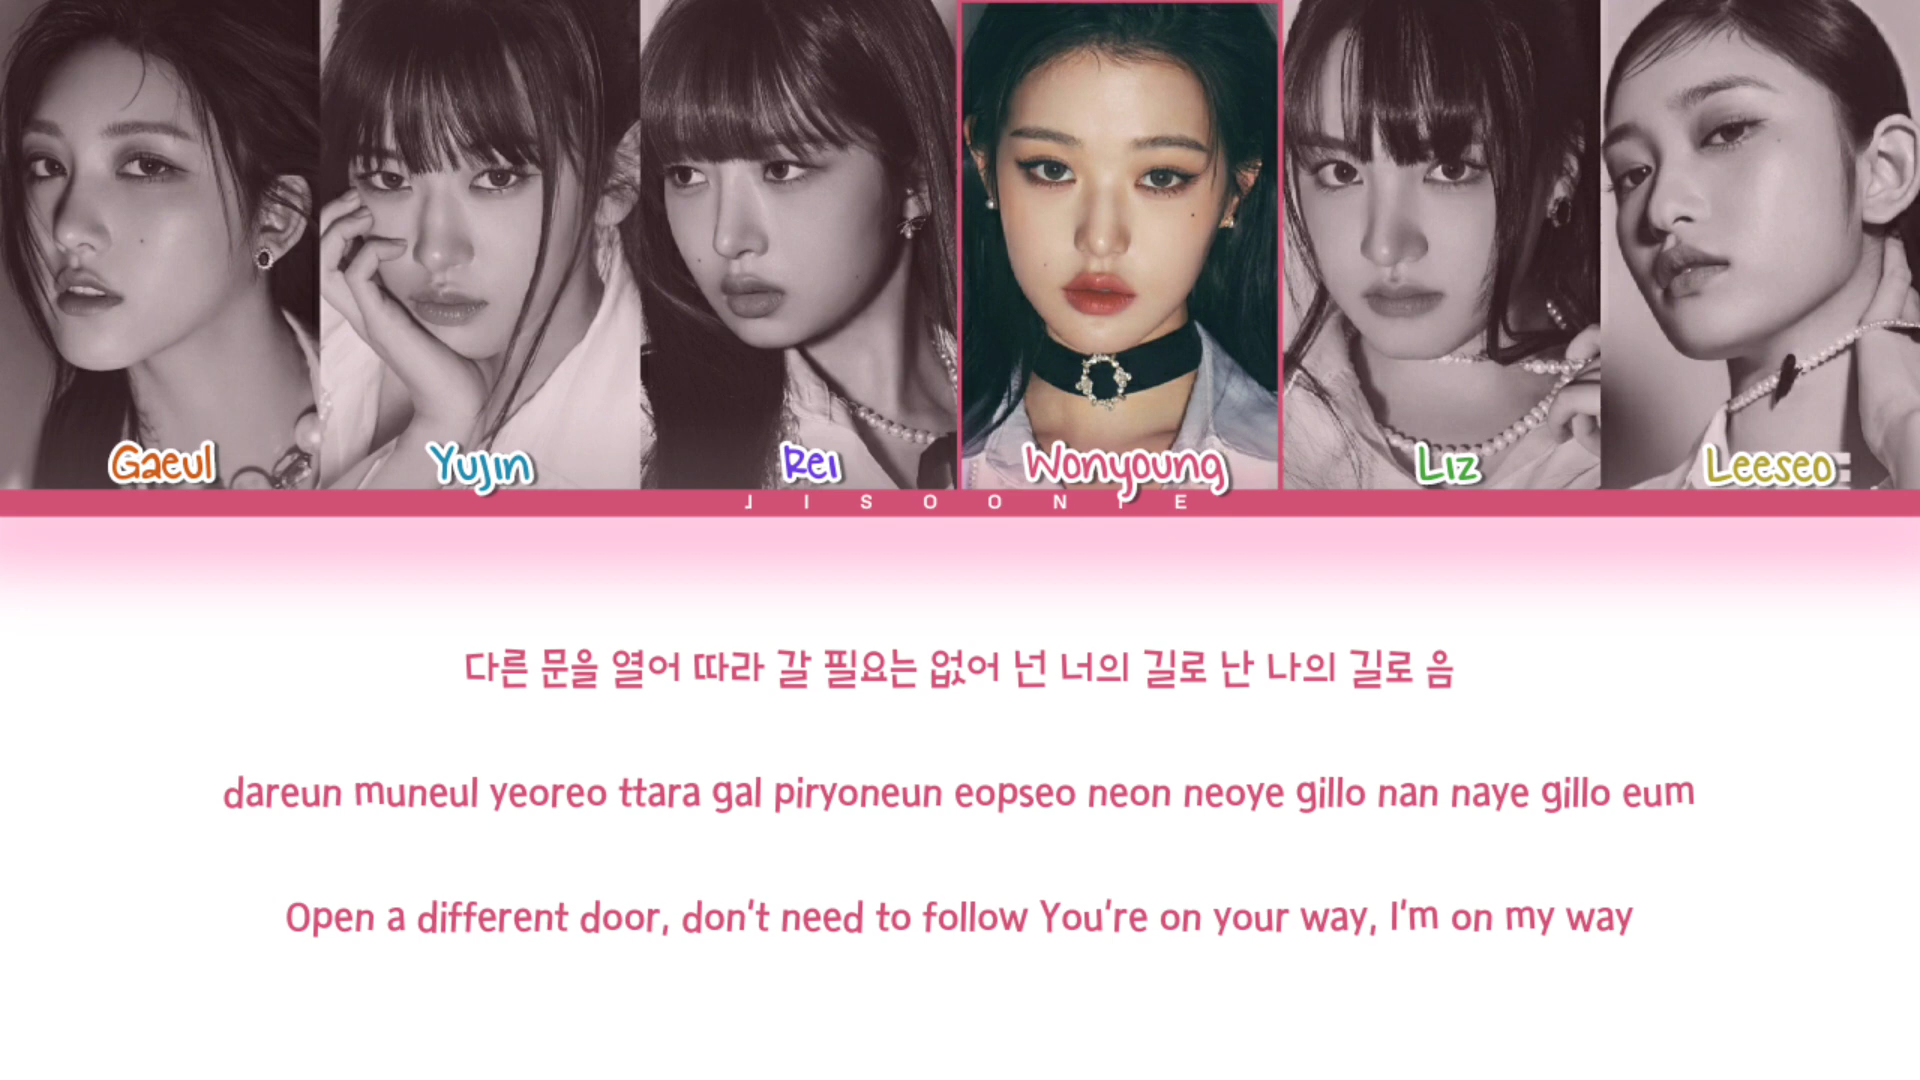 Gaeul Yujin Rei Wonyoung Liz Leeseo
JISOONIE
다른 문을 열어 따라 갈 필요는 없어 넌 너의 길로 난 나의 길로 음
dareun muneul yeoreo ttara gal piryoneun eopseo neon neoye gillo nan naye gillo eum
Open a different door, don't need to follow You're on your way, I'm on my way